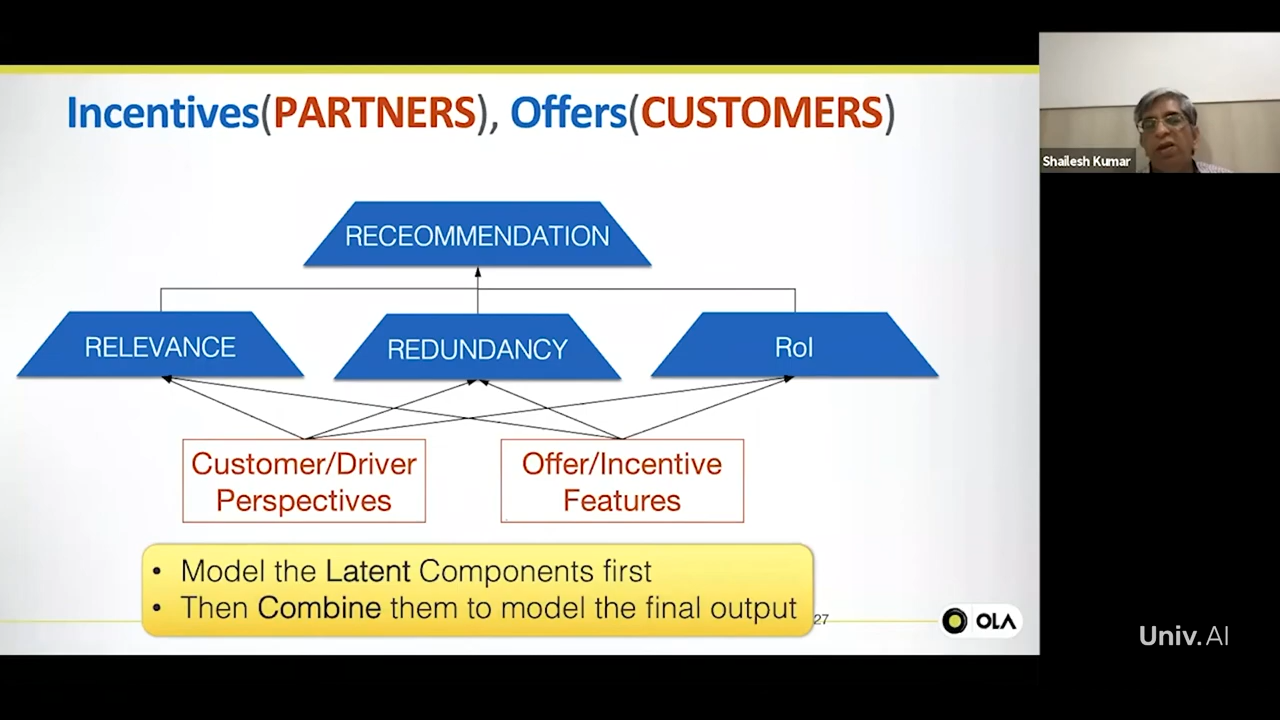 Incentives(PARTNERS), Offers(CUSTOMERS)
Shailesh Kumar
RECEOMMENDATION
RELEVANCE
REDUNDANCY
RoI
Customer/Driver
Perspectives
Offer/Incentive
Features
• Model the Latent Components first
• Then Combine them to model the final output
27
OLA
Univ.AI